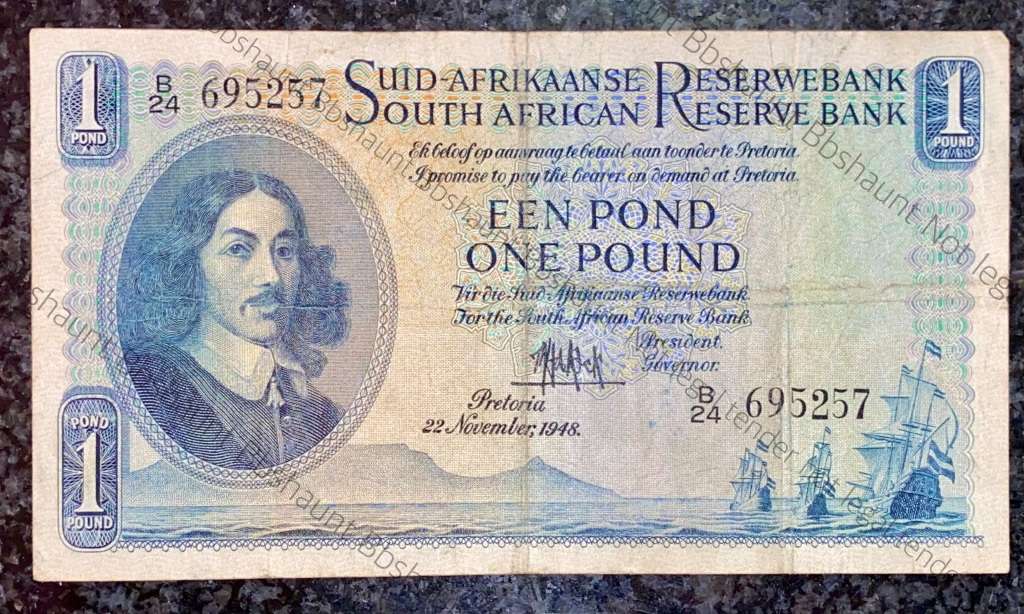 1
POND
B/24 695257
SUID-AFRIKAANSE RESERWEBANK
SOUTH AFRICAN RESERVE BANK
1
POUND
Ek beloof op aanvraag te betaal aan toonder te Pretoria.
I promise to pay the bearer on demand at Pretoria.
EEN POND
ONE POUND
Vir die Suid-Afrikaanse Reserwebank
For the South African Reserve Bank
President.
Governor.
Pretoria
22 November, 1948.
B/24 695257
POND
1
POUND
Bbshaunt Not legal tender